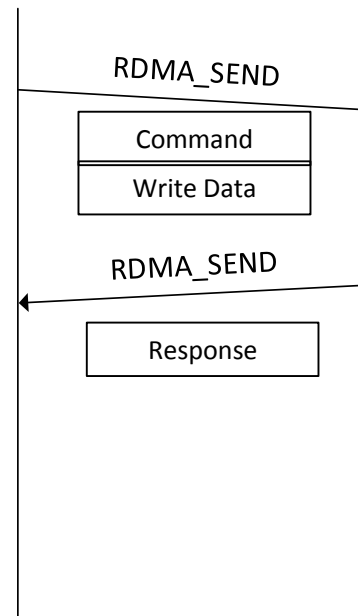 RDMA_SEND
Command
Write Data
RDMA_SEND
Response